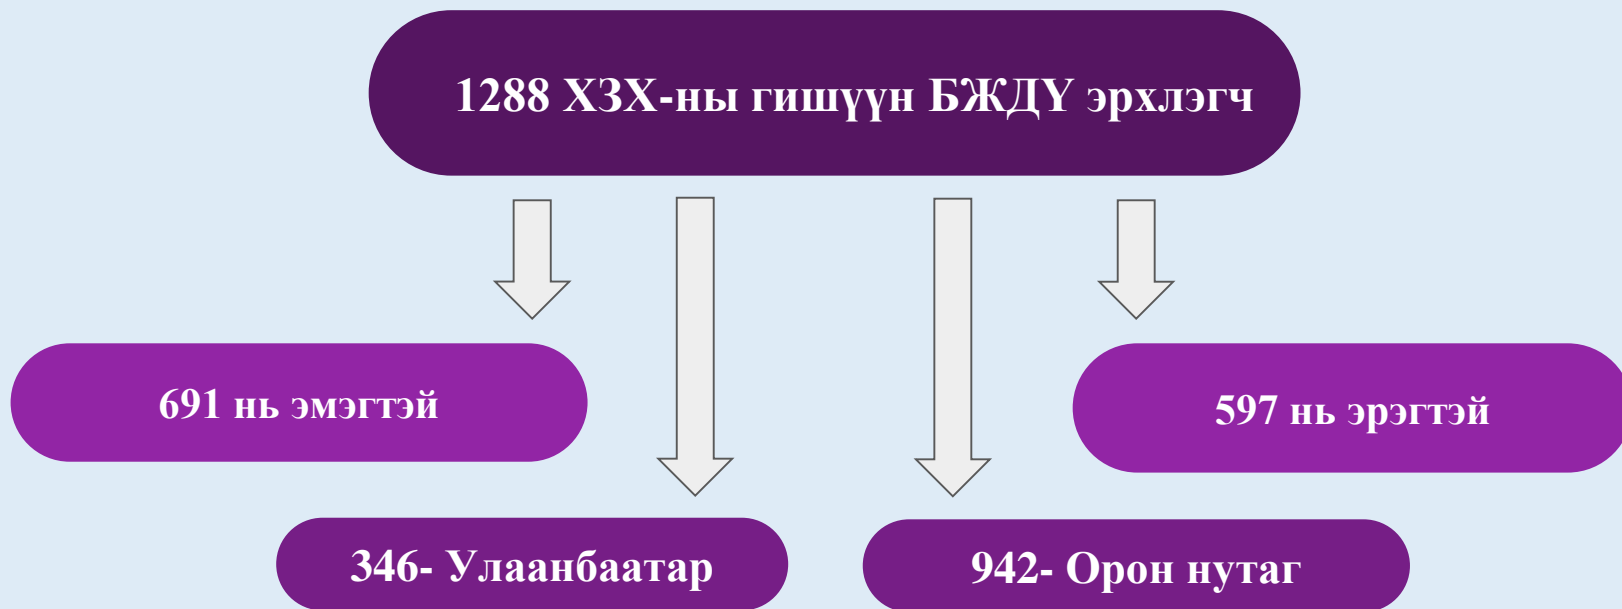 1288 ХЗХ-ны гишүүн БЖДҮ эрхлэгч
691 нь эмэгтэй
597 нь эрэгтэй
346- Улаанбаатар
942- Орон нутаг